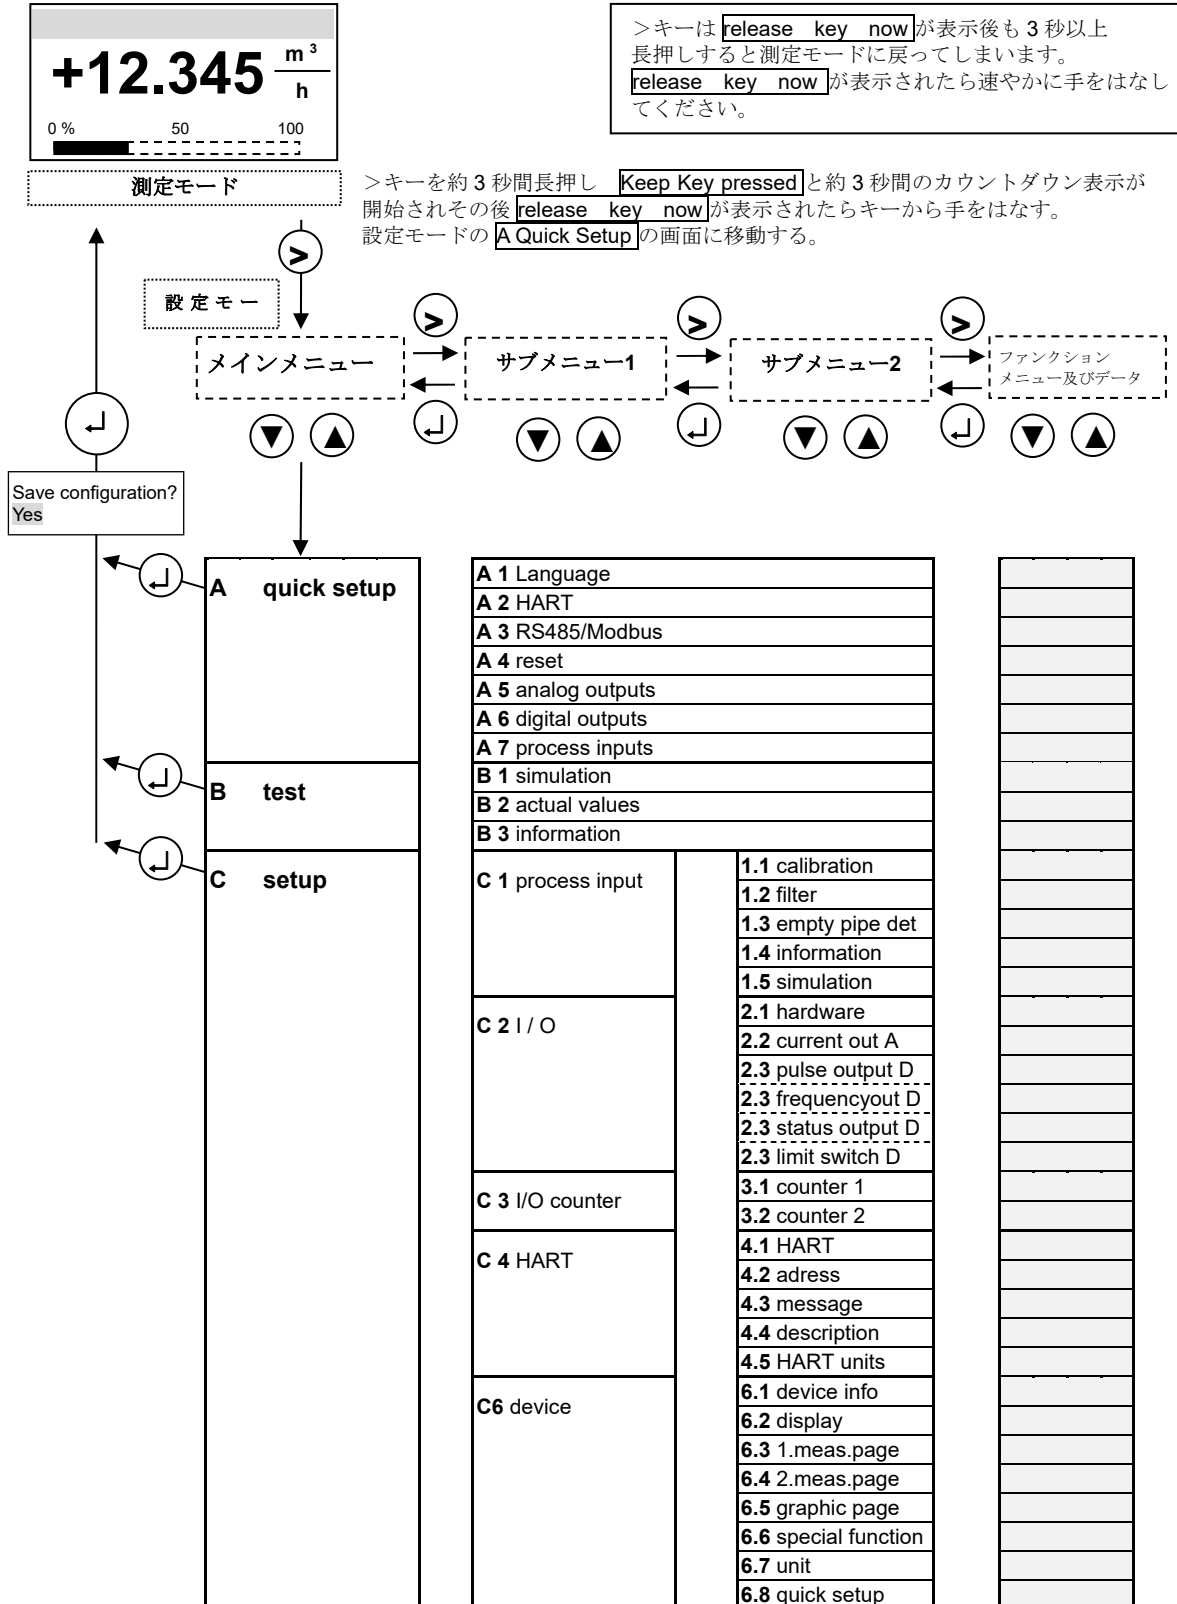 +12.345 m³/h
0 % 50 100
測定モード
＞キーは release key now が表示後も 3 秒以上
長押しすると測定モードに戻ってしまいます。
release key now が表示されたら速やかに手をはなし
てください。
＞キーを約 3 秒間長押し Keep Key pressed と約 3 秒間のカウントダウン表示が
開始されその後 release key now が表示されたらキーから手をはなす。
設定モードの A Quick Setup の画面に移動する。
>
設 定 モ ー
> > >
メインメニュー
サブメニュー1
サブメニュー2
ファンクション
メニュー及びデータ
↵ ↵ ↵ ↵
▼ ▲ ▼ ▲ ▼ ▲ ▼ ▲
Save configuration?
Yes
↵
A quick setup
A 1 Language
A 2 HART
A 3 RS485/Modbus
A 4 reset
A 5 analog outputs
A 6 digital outputs
A 7 process inputs
↵
B test
B 1 simulation
B 2 actual values
B 3 information
↵
C setup
C 1 process input
1.1 calibration
1.2 filter
1.3 empty pipe det
1.4 information
1.5 simulation
C 2 I / O
2.1 hardware
2.2 current out A
2.3 pulse output D
2.3 frequencyout D
2.3 status output D
2.3 limit switch D
C 3 I/O counter
3.1 counter 1
3.2 counter 2
C 4 HART
4.1 HART
4.2 adress
4.3 message
4.4 description
4.5 HART units
C6 device
6.1 device info
6.2 display
6.3 1.meas.page
6.4 2.meas.page
6.5 graphic page
6.6 special function
6.7 unit
6.8 quick setup